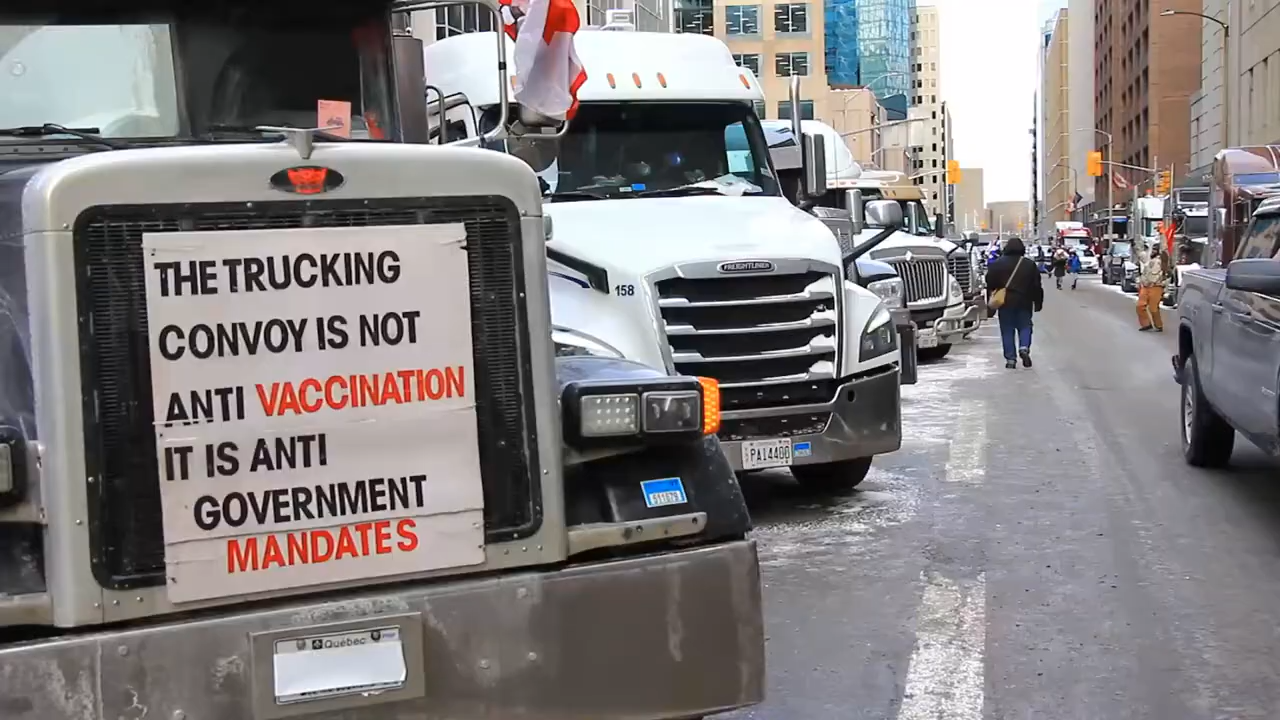 THE TRUCKING
CONVOY IS NOT
ANTI VACCINATION
IT IS ANTI
GOVERNMENT
MANDATES
FREIGHTLINER
158
PA14400
Québec